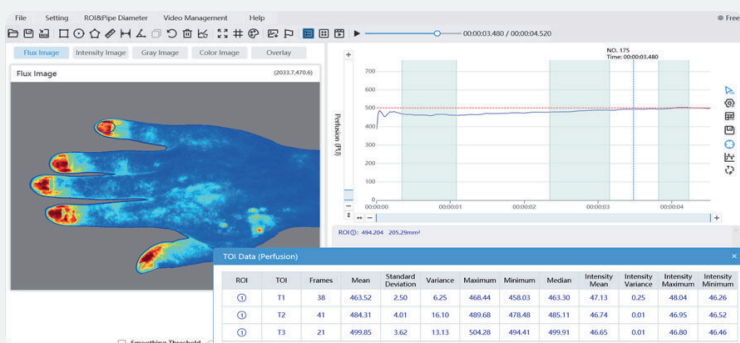 File Setting ROI&Pipe Diameter Video Management Help Free
00:00:03.480 / 00:00:04.520
Flux Image Intensity Image Gray Image Color Image Overlay
Flux Image (2033.7,470.6)
NO. 175
Time: 00:00:03.480
Perfusion (PU)
700
600
500
400
300
200
100
0
00:00:00 00:00:01 00:00:02 00:00:03 00:00:04
ROI①: 494.204 205.29mm²
TOI Data (Perfusion)
ROI TOI Frames Mean Standard Deviation Variance Maximum Minimum Median Intensity Mean Intensity Variance Intensity Maximum Intensity Minimum
① T1 38 463.52 2.50 6.25 468.44 458.03 463.30 47.13 0.25 48.04 46.26
① T2 41 484.31 4.01 16.10 489.68 478.48 485.11 46.74 0.01 46.95 46.52
① T3 21 499.85 3.62 13.13 504.28 494.41 499.91 46.65 0.01 46.80 46.46
Smoothing Threshold